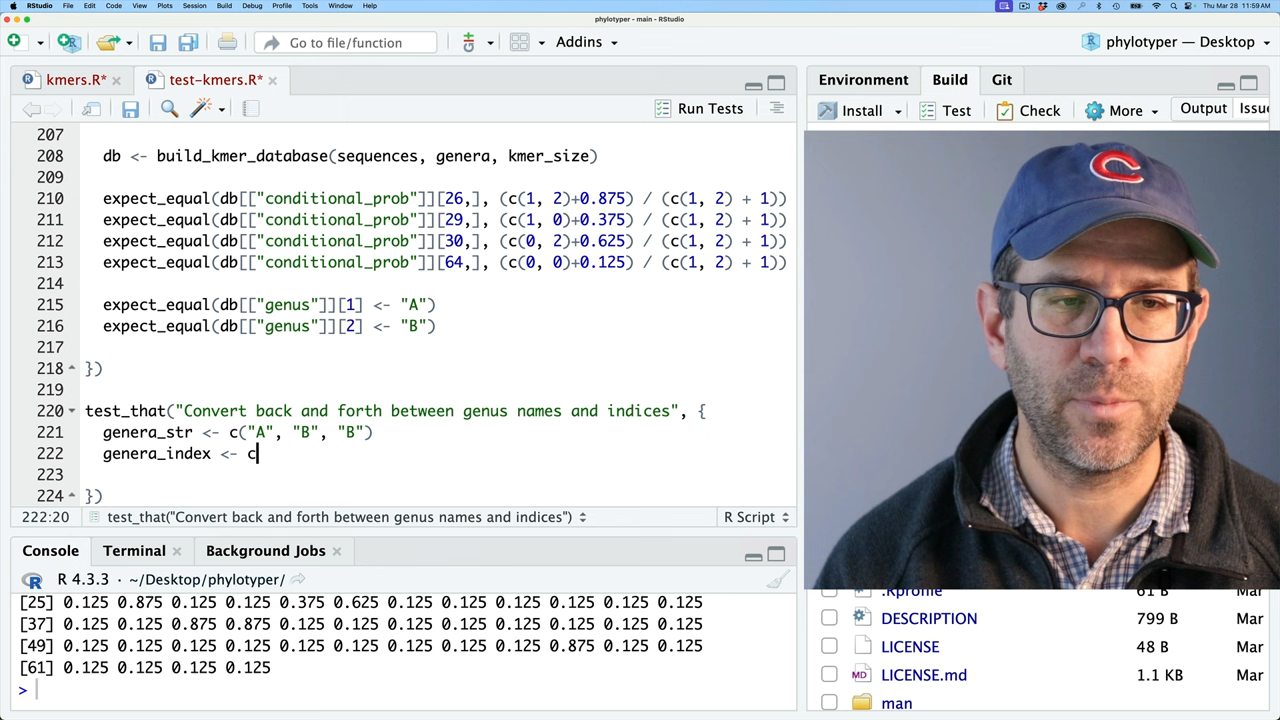 RStudio File Edit Code View Plots Session Build Debug Profile Tools Window Help Thu Mar 28 11:59 AM
phylotyper - main - RStudio
Go to file/function Addins phylotyper — Desktop
kmers.R* test-kmers.R*
Run Tests
207
208 db <- build_kmer_database(sequences, genera, kmer_size)
209
210 expect_equal(db[["conditional_prob"]][26,], (c(1, 2)+0.875) / (c(1, 2) + 1))
211 expect_equal(db[["conditional_prob"]][29,], (c(1, 0)+0.375) / (c(1, 2) + 1))
212 expect_equal(db[["conditional_prob"]][30,], (c(0, 2)+0.625) / (c(1, 2) + 1))
213 expect_equal(db[["conditional_prob"]][64,], (c(0, 0)+0.125) / (c(1, 2) + 1))
214
215 expect_equal(db[["genus"]][1] <- "A")
216 expect_equal(db[["genus"]][2] <- "B")
217
218 })
219
220 test_that("Convert back and forth between genus names and indices", {
221 genera_str <- c("A", "B", "B")
222 genera_index <- c
223
224 })
222:20 test_that("Convert back and forth between genus names and indices") R Script
Console Terminal Background Jobs
R 4.3.3 · ~/Desktop/phylotyper/
[25] 0.125 0.875 0.125 0.125 0.375 0.625 0.125 0.125 0.125 0.125 0.125 0.125
[37] 0.125 0.125 0.875 0.875 0.125 0.125 0.125 0.125 0.125 0.125 0.125 0.125
[49] 0.125 0.125 0.125 0.125 0.125 0.125 0.125 0.125 0.125 0.875 0.125 0.125
[61] 0.125 0.125 0.125 0.125
>
Environment Build Git
Install Test Check More Output Issue
C
.Rprofile 61 B Mar
DESCRIPTION 799 B Mar
LICENSE 48 B Mar
LICENSE.md 1.1 KB Mar
man